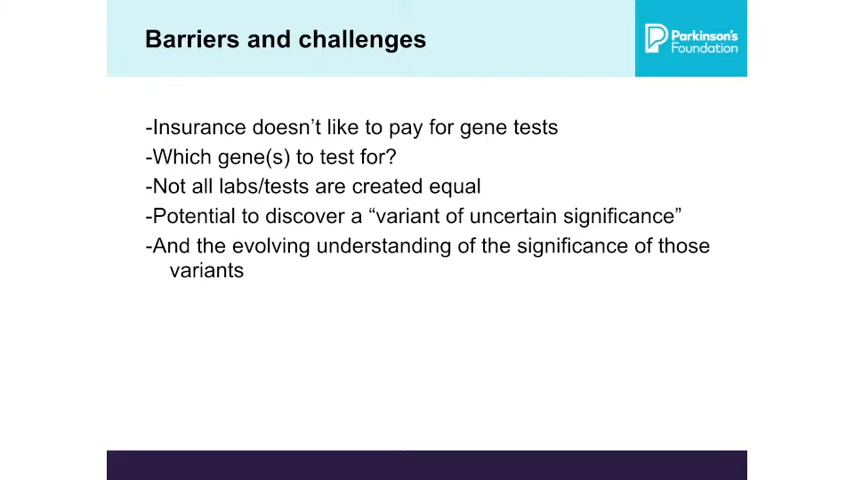 Barriers and challenges
Parkinson's
Foundation
-Insurance doesn’t like to pay for gene tests
-Which gene(s) to test for?
-Not all labs/tests are created equal
-Potential to discover a “variant of uncertain significance”
-And the evolving understanding of the significance of those
variants